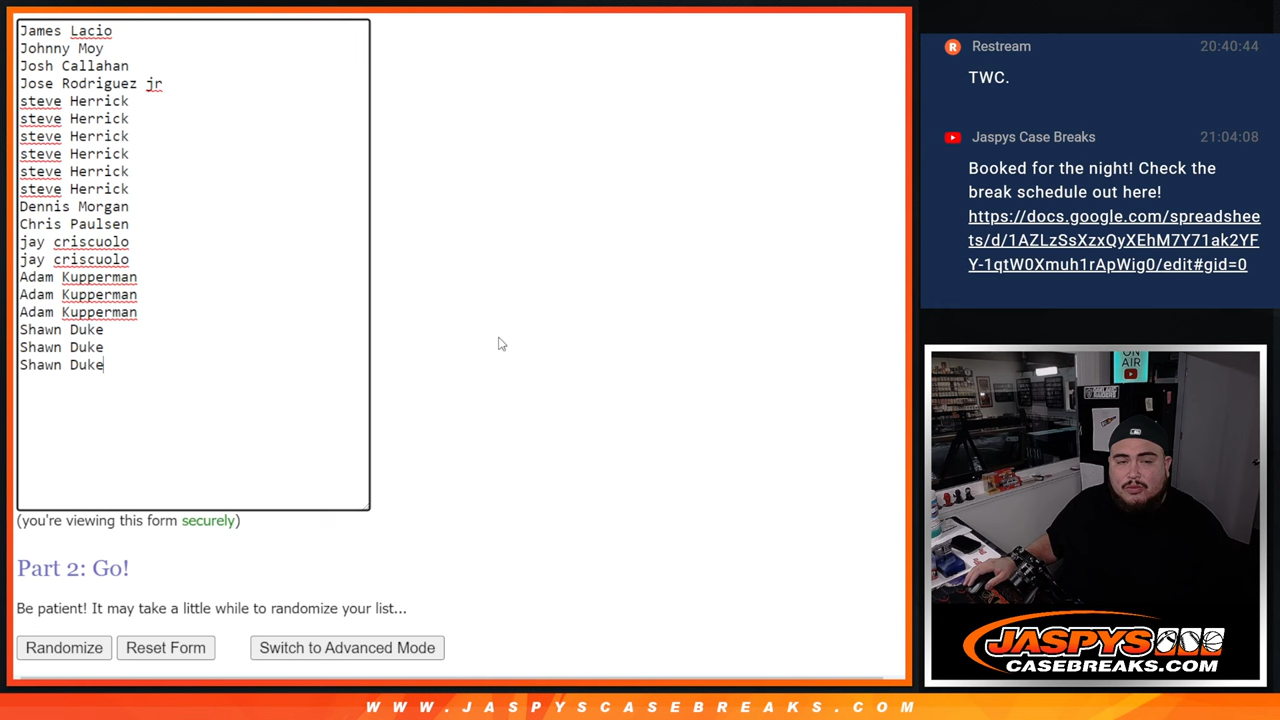 James Lacio
Johnny Moy
Josh Callahan
Jose Rodriguez jr
steve Herrick
steve Herrick
steve Herrick
steve Herrick
steve Herrick
steve Herrick
Dennis Morgan
Chris Paulsen
jay criscuolo
jay criscuolo
Adam Kupperman
Adam Kupperman
Adam Kupperman
Shawn Duke
Shawn Duke
Shawn Duke
(you're viewing this form securely)
Part 2: Go!
Be patient! It may take a little while to randomize your list...
Randomize
Reset Form
Switch to Advanced Mode
R
Restream
20:40:44
TWC.
Jaspys Case Breaks
21:04:08
Booked for the night! Check the
break schedule out here!
https://docs.google.com/spreadshee
ts/d/1AZLzSsXzxQyXEhM7Y71ak2YF
Y-1qtW0Xmuh1rApWig0/edit#gid=0
ON
AIR
JASPYS
CASEBREAKS.COM
WWW.JASPYSCASEBREAKS.COM